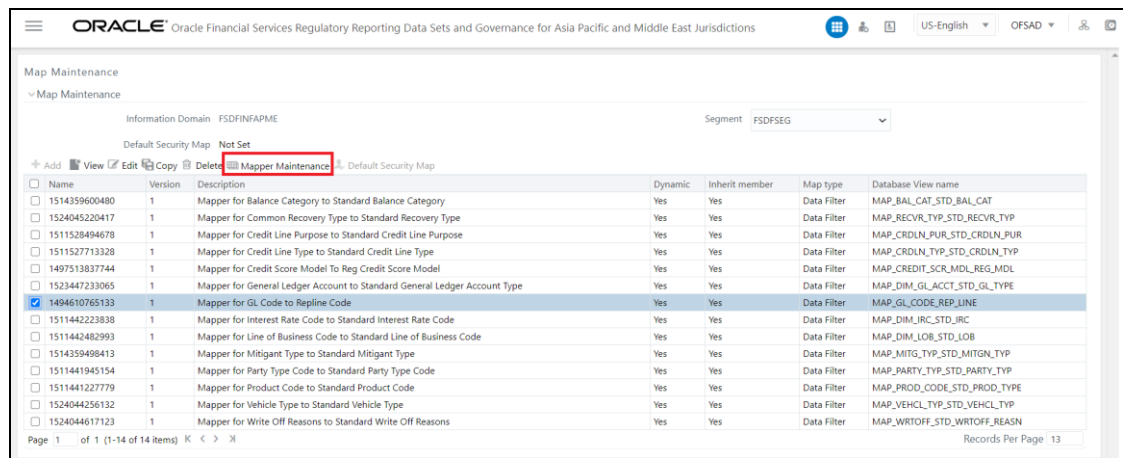 ORACLE® Oracle Financial Services Regulatory Reporting Data Sets and Governance for Asia Pacific and Middle East Jurisdictions US-English OFSAD
Map Maintenance
Map Maintenance
Information Domain FSDFINFAPME Segment FSDFSEG
Default Security Map Not Set
Add View Edit Copy Delete Mapper Maintenance Default Security Map
Name Version Description Dynamic Inherit member Map type Database View name
1514359600480 1 Mapper for Balance Category to Standard Balance Category Yes Yes Data Filter MAP_BAL_CAT_STD_BAL_CAT
1524045220417 1 Mapper for Common Recovery Type to Standard Recovery Type Yes Yes Data Filter MAP_RECVR_TYP_STD_RECVR_TYP
1511528494678 1 Mapper for Credit Line Purpose to Standard Credit Line Purpose Yes Yes Data Filter MAP_CRDLN_PUR_STD_CRDLN_PUR
1511527713328 1 Mapper for Credit Line Type to Standard Credit Line Type Yes Yes Data Filter MAP_CRDLN_TYP_STD_CRDLN_TYP
1497513837744 1 Mapper for Credit Score Model To Reg Credit Score Model Yes Yes Data Filter MAP_CREDIT_SCR_MDL_REG_MDL
1523447233065 1 Mapper for General Ledger Account to Standard General Ledger Account Type Yes Yes Data Filter MAP_DIM_GL_ACCT_STD_GL_TYPE
1494610765133 1 Mapper for GL Code to Repline Code Yes Yes Data Filter MAP_GL_CODE_REP_LINE
1511442223838 1 Mapper for Interest Rate Code to Standard Interest Rate Code Yes Yes Data Filter MAP_DIM_IRC_STD_IRC
1511442482993 1 Mapper for Line of Business Code to Standard Line of Business Code Yes Yes Data Filter MAP_DIM_LOB_STD_LOB
1514359498413 1 Mapper for Mitigant Type to Standard Mitigant Type Yes Yes Data Filter MAP_MITG_TYP_STD_MITGN_TYP
1511441945154 1 Mapper for Party Type Code to Standard Party Type Code Yes Yes Data Filter MAP_PARTY_TYP_STD_PARTY_TYP
1511441227779 1 Mapper for Product Code to Standard Product Code Yes Yes Data Filter MAP_PROD_CODE_STD_PROD_TYPE
1524044256132 1 Mapper for Vehicle Type to Standard Vehicle Type Yes Yes Data Filter MAP_VEHCL_TYP_STD_VEHCL_TYP
1524044617123 1 Mapper for Write Off Reasons to Standard Write Off Reasons Yes Yes Data Filter MAP_WRTOFF_STD_WRTOFF_REASN
Page 1 of 1 (1-14 of 14 items) Records Per Page 13